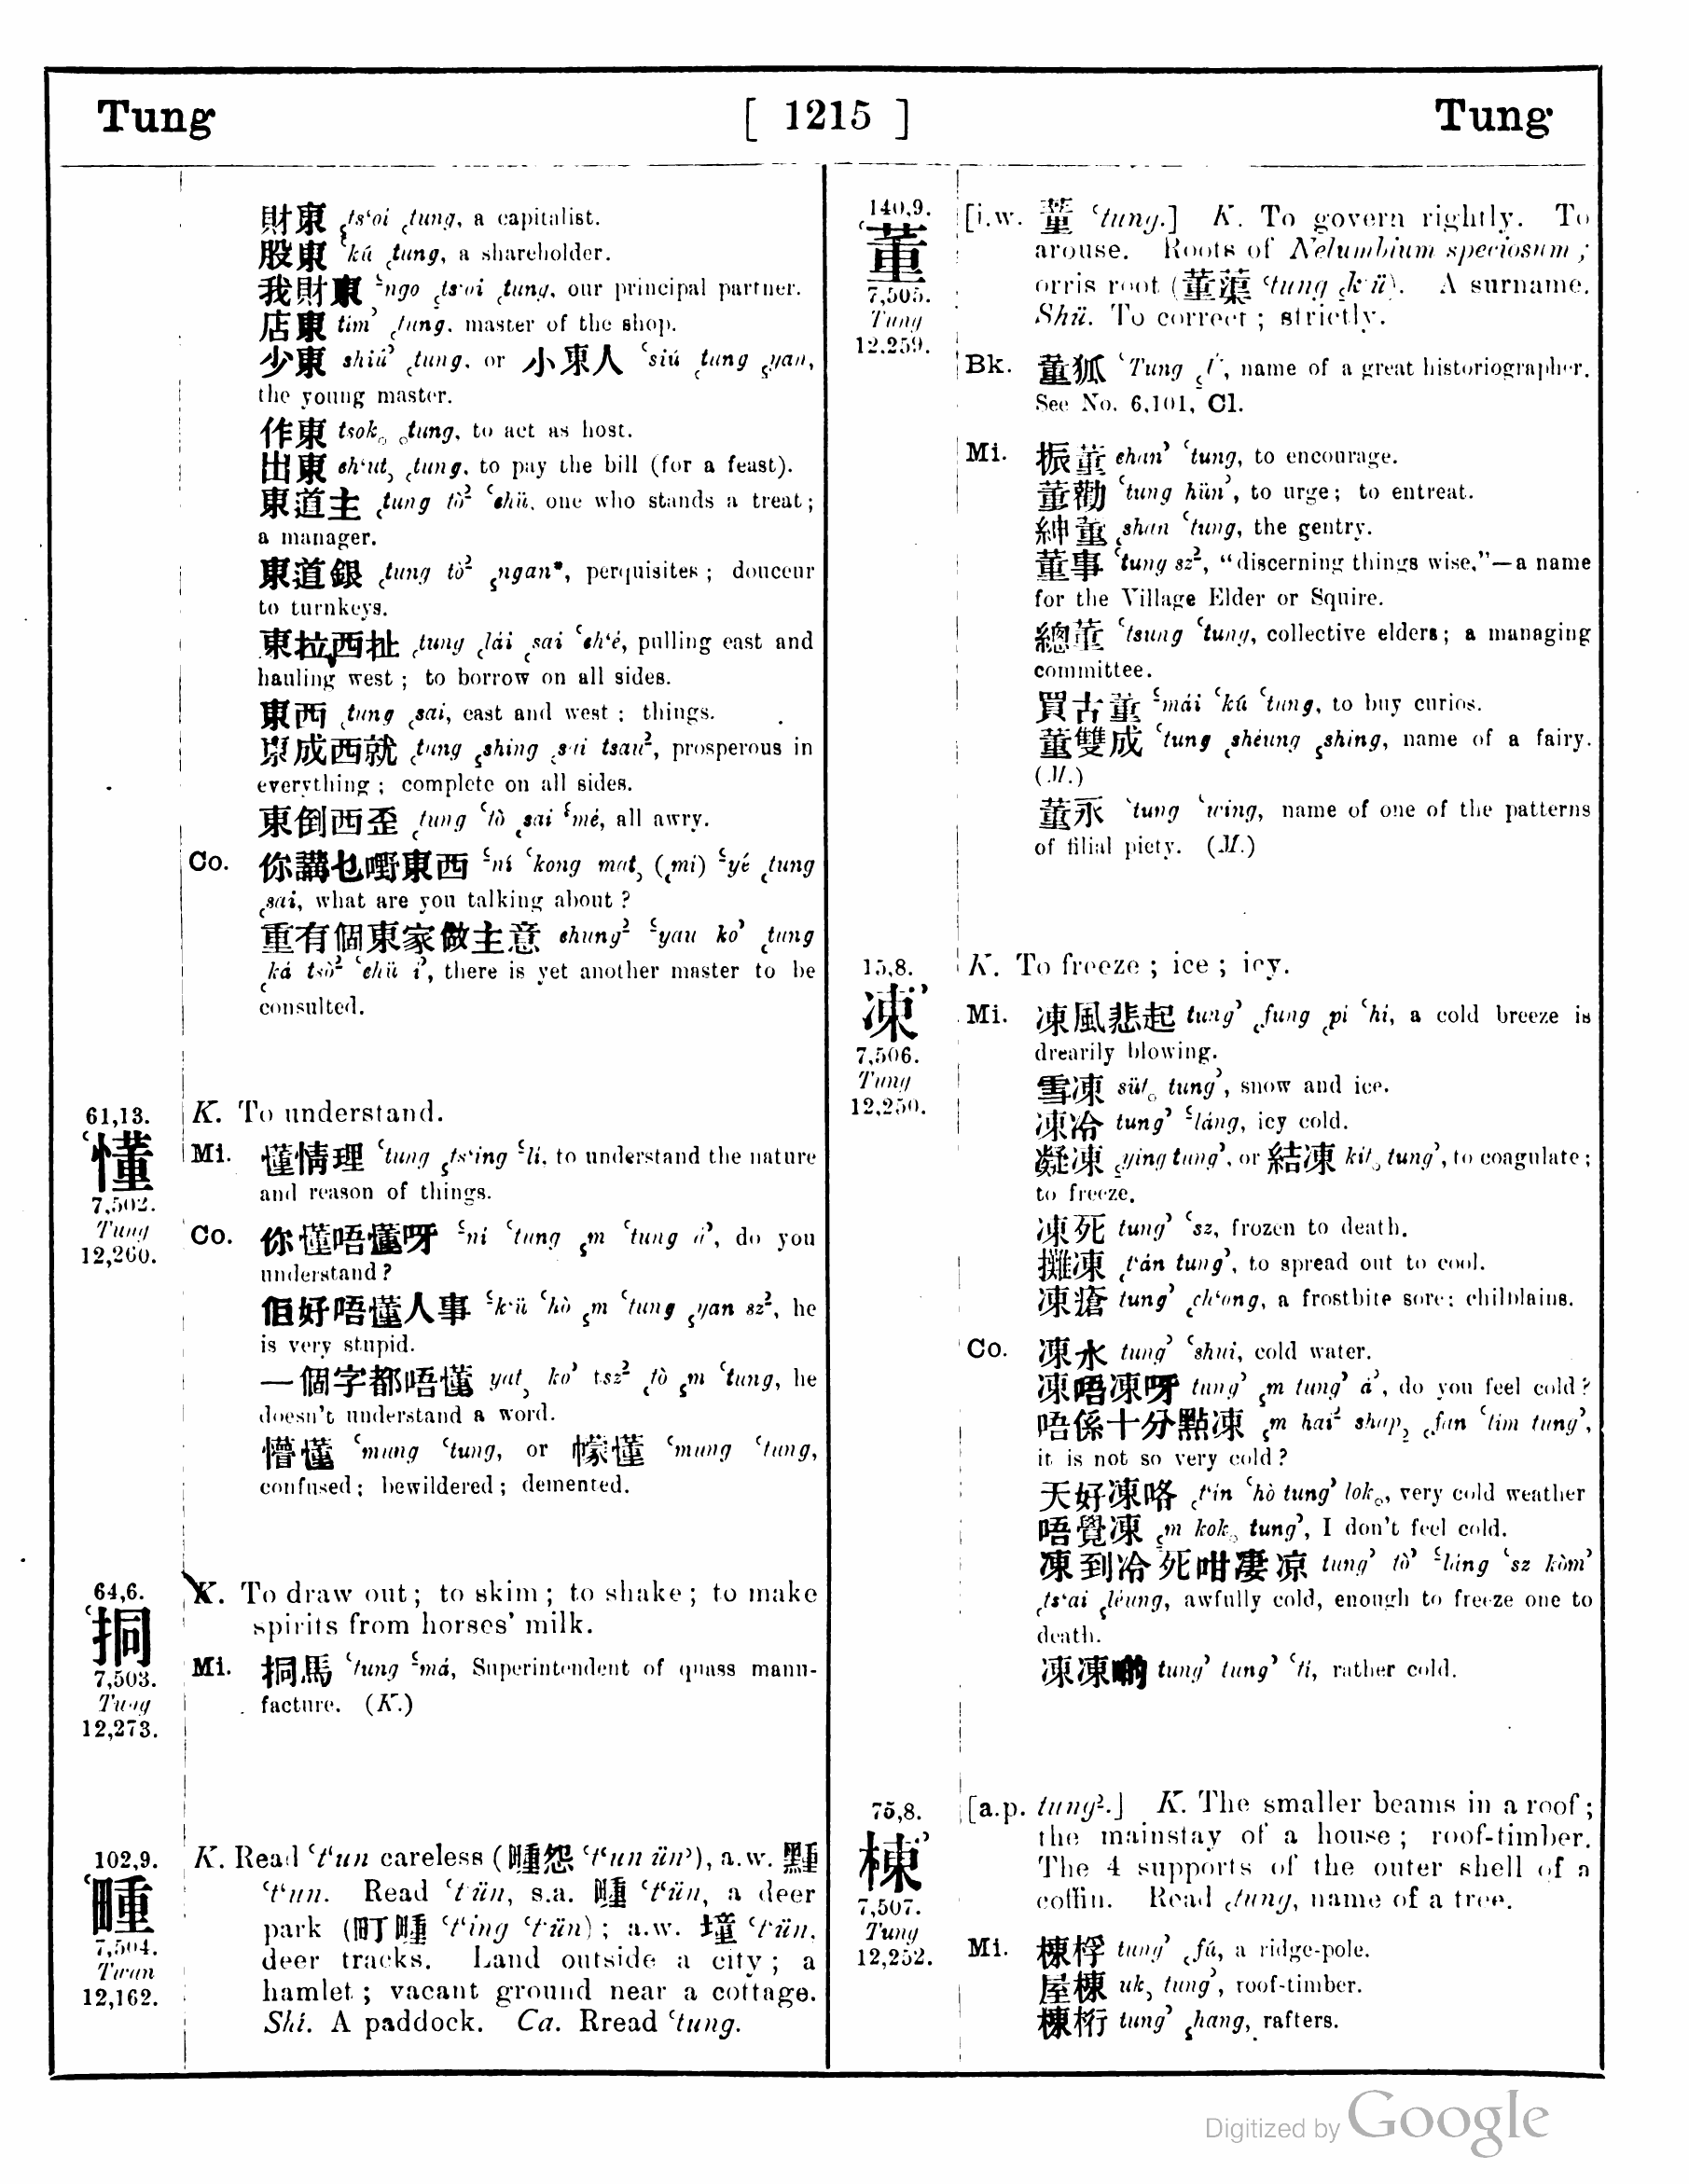 Tung [ 1215 ] Tung
財東 ˛ts‘oi ˛tung, a capitalist.
股東 ‘kú ˛tung, a shareholder.
我財東 ‘ngo ˛ts‘oi ˛tung, our principal partner.
店東 tím’ ˛tung, master of the shop.
少東 shiú’ ˛tung, or 小東人 ‘siú ˛tung ˛yan,
the young master.
作東 tsok˳ ˛tung, to act as host.
出東 ch‘ut˒ ˛tung, to pay the bill (for a feast).
東道主 ˛tung tò² ‘chü, one who stands a treat;
a manager.
東道銀 ˛tung tò² ˛ngan*, perquisites; douceur
to turnkeys.
東拉西扯 ˛tung ˛lái ˛sai ‘ch‘é, pulling east and
hauling west; to borrow on all sides.
東西 ˛tung ˛sai, east and west; things.
東成西就 ˛tung ˛shing ˛sai tsau², prosperous in
everything; complete on all sides.
東倒西歪 ˛tung ‘tò ˛sai ‘mé, all awry.
Co. 你講乜嘢東西 ‘ní ‘kong mat˒ (˛mi) ‘yé ˛tung
˛sai, what are you talking about?
重有個東家做主意 chung² ‘yau ko’ ˛tung
˛ká tsò² ‘chü í’, there is yet another master to be
consulted.
61,13.
‘懂
7,502.
Tung
12,260.
K. To understand.
Mi. 懂情理 ‘tung ˛ts‘ing ‘li, to understand the nature
and reason of things.
Co. 你懂唔懂呀 ‘ní ‘tung ˛m ‘tung á’, do you
understand?
佢好唔懂人事 ‘k‘ü ‘hò ˛m ‘tung ˛yan sz², he
is very stupid.
一個字都唔懂 yat˒ ko’ tsz² ˛tò ˛m ‘tung, he
doesn't understand a word.
懵懂 ‘mung ‘tung, or 幪懂 ‘mung ‘tung,
confused; bewildered; demented.
64,6.
‘挏
7,503.
Tung
12,273.
K. To draw out; to skim; to shake; to make
spirits from horses' milk.
Mi. 挏馬 ‘tung ‘má, Superintendent of quass manu-
facture. (K.)
102,9.
‘畽
7,504.
Twan
12,162.
K. Read ‘t‘un careless (畽怨 ‘t‘un ün’), a.w. 黗
‘t‘un. Read ‘t‘ün, s.a. 畽 ‘t‘ün, a deer
park (町畽 ‘t‘ing ‘t‘ün); a.w. 墥 ‘t‘ün,
deer tracks. Land outside a city; a
hamlet; vacant ground near a cottage.
Shí. A paddock. Ca. Rread ‘tung.
140,9.
‘董
7,505.
Tung
12,259.
[i.w. 蕫 ‘tung.] K. To govern rightly. To
arouse. Roots of Nelumbium speciosum;
orris root (董蕖 ‘tung ˛k‘ü). A surname.
Shü. To correct; strictly.
Bk. 董狐 ‘Tung ˛Ú, name of a great historiographer.
See No. 6,101, Cl.
Mi. 振董 chan’ ‘tung, to encourage.
董勸 ‘tung hün’, to urge; to entreat.
紳董 ˛shan ‘tung, the gentry.
董事 ‘tung sz², “discerning things wise,”—a name
for the Village Elder or Squire.
總董 ‘tsung ‘tung, collective elders; a managing
committee.
買古董 ‘mái ‘kú ‘tung, to buy curios.
董雙成 ‘tung ˛shéung ˛shing, name of a fairy.
(M.)
董永 ‘tung ‘wing, name of one of the patterns
of filial piety. (M.)
15,8.
凍’
7,506.
Tung
12,250.
K. To freeze; ice; icy.
Mi. 凍風悲起 tung’ ˛fung ˛pi ‘hi, a cold breeze is
drearily blowing.
雪凍 süt˳ tung’, snow and ice.
凍冷 tung’ ‘láng, icy cold.
凝凍 ˛ying tung’, or 結凍 kít˳ tung’, to coagulate;
to freeze.
凍死 tung’ ‘sz, frozen to death.
攤凍 ˛t‘án tung’, to spread out to cool.
凍瘡 tung’ ˛ch‘ong, a frostbite sore; chilblains.
Co. 凍水 tung’ ‘shui, cold water.
凍唔凍呀 tung’ ˛m tung’ á’, do you feel cold?
唔係十分點凍 ˛m hai² shap˒ ˛fan ‘tim tung’,
it is not so very cold?
天好凍咯 ˛t‘in ‘hò tung’ lok˳, very cold weather
唔覺凍 ˛m kok˳ tung’, I don't feel cold.
凍到冷死咁凄凉 tung’ tò’ ‘láng ‘sz kòm’
˛ts‘ai ˛léung, awfully cold, enough to freeze one to
death.
凍凍啲 tung’ tung’ ‘ti, rather cold.
75,8.
棟’
7,507.
Tung
12,252.
[a.p. tung².] K. The smaller beams in a roof;
the mainstay of a house; roof-timber.
The 4 supports of the outer shell of a
coffin. Read ˛tung, name of a tree.
Mi. 棟桴 tung’ ˛fú, a ridge-pole.
屋棟 uk˒ tung’, roof-timber.
棟桁 tung’ ˛hang, rafters.
Digitized by Google